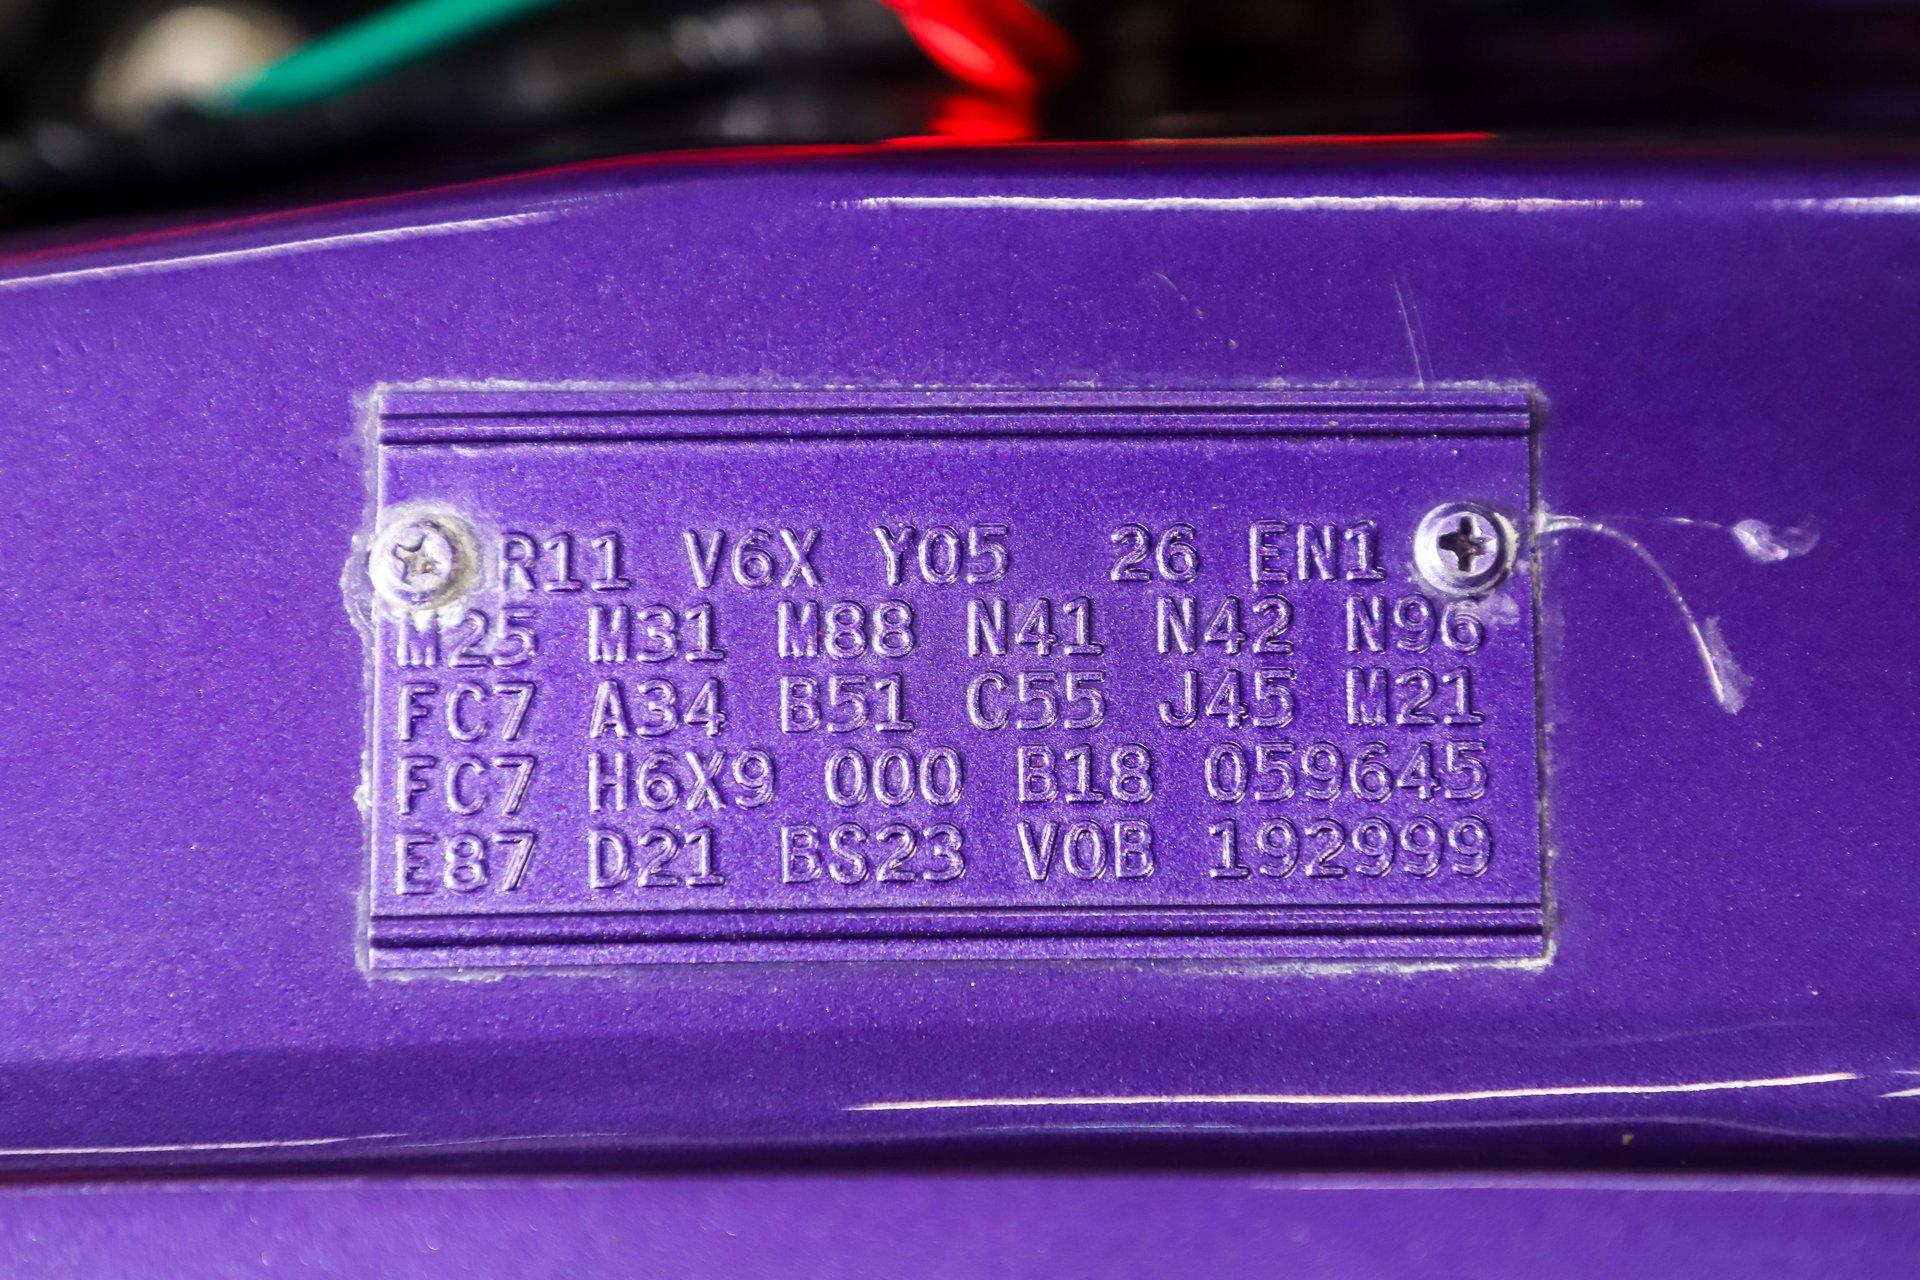 R11 V6X Y05 26 EN1
M25 M31 M88 N41 N42 N96
FC7 A34 B51 C55 J45 M21
FC7 H6X9 000 B18 059645
E87 D21 BS23 V0B 192999